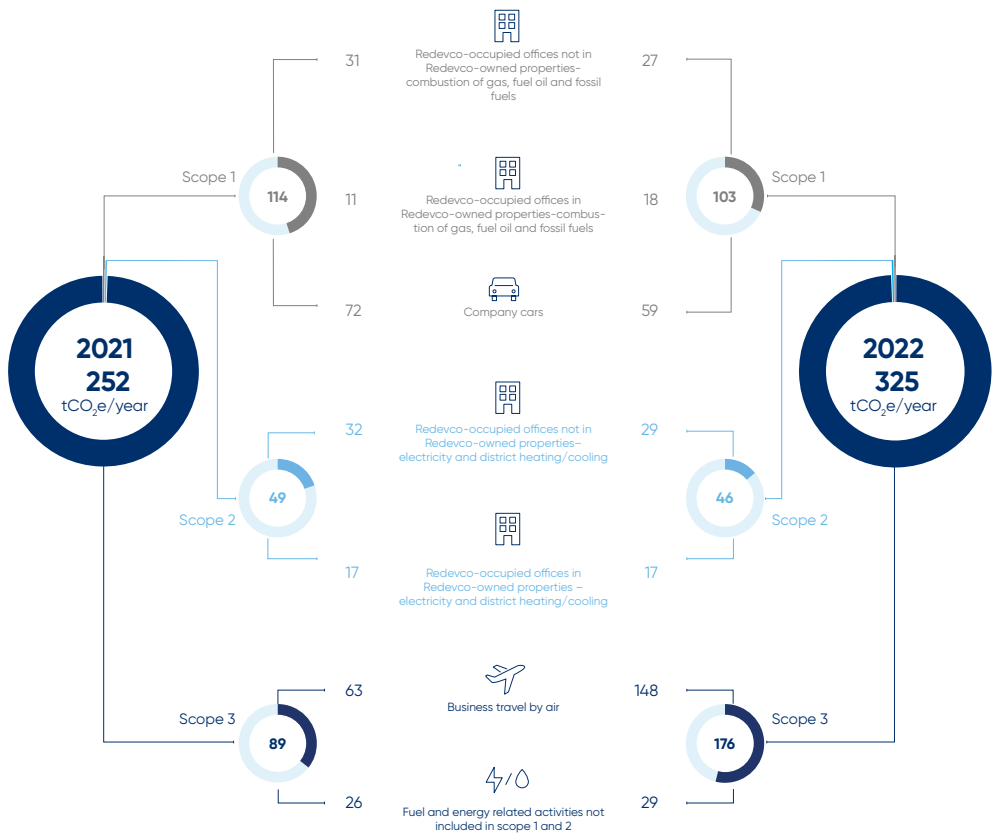 31
Redevco-occupied offices not in
Redevco-owned properties-
combustion of gas, fuel oil and fossil
fuels
27
Scope 1
114
11
Redevco-occupied offices in
Redevco-owned properties-combus-
tion of gas, fuel oil and fossil fuels
18
103
Scope 1
72
Company cars
59
2021
252
tCO2e/year
2022
325
tCO2e/year
32
Redevco-occupied offices not in
Redevco-owned properties–
electricity and district heating/cooling
29
49
Scope 2
46
Scope 2
17
Redevco-occupied offices in
Redevco-owned properties –
electricity and district heating/cooling
17
63
Business travel by air
148
Scope 3
89
176
Scope 3
26
Fuel and energy related activities not
included in scope 1 and 2
29